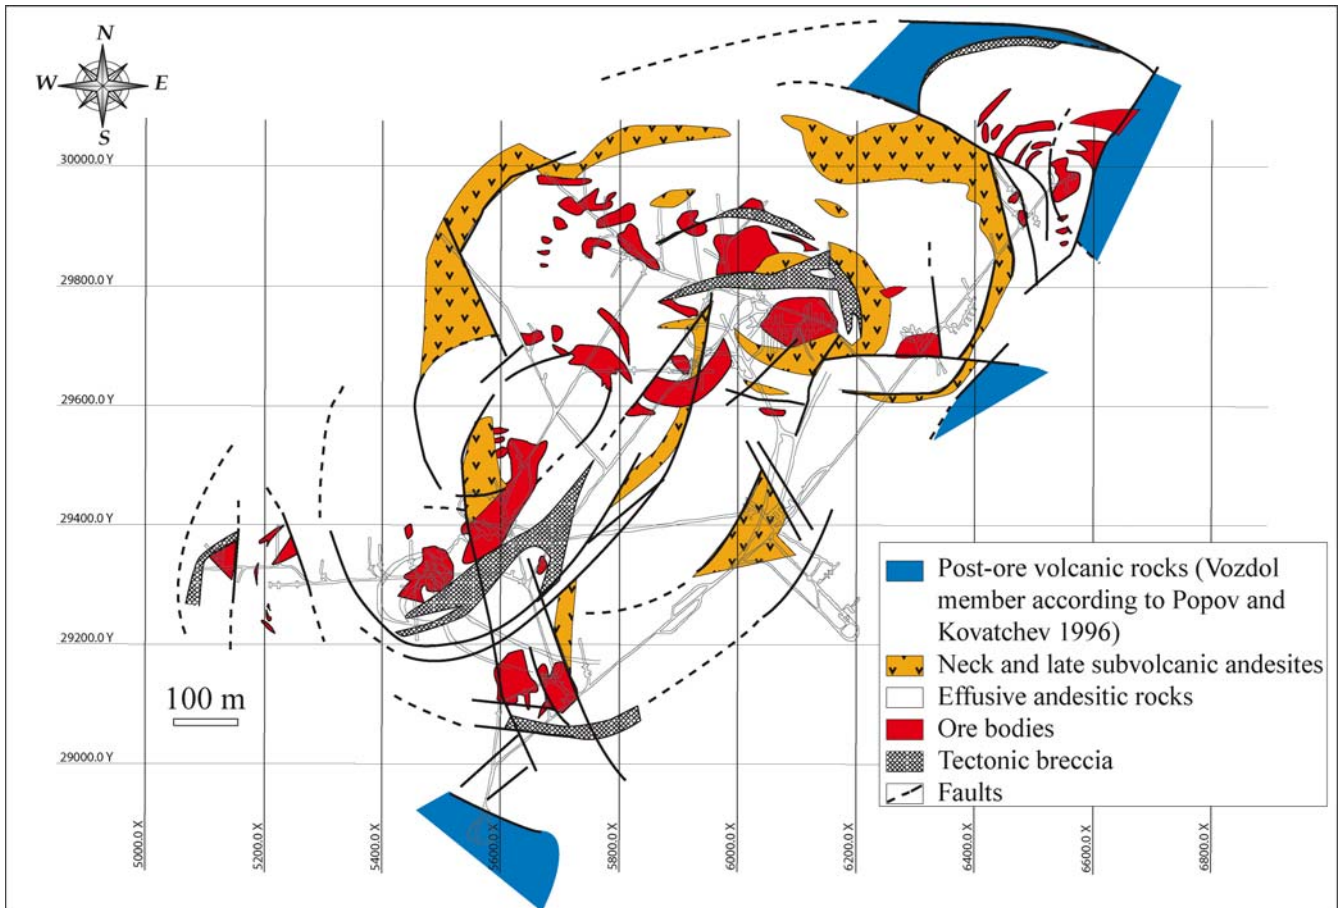 N
W E
S
30000.0 Y
29800.0 Y
29600.0 Y
29400.0 Y
29200.0 Y
29000.0 Y
100 m
5000.0 X
5200.0 X
5400.0 X
5600.0 X
5800.0 X
6000.0 X
6200.0 X
6400.0 X
6600.0 X
6800.0 X
Post-ore volcanic rocks (Vozdol
member according to Popov and
Kovatchev 1996)
Neck and late subvolcanic andesites
Effusive andesitic rocks
Ore bodies
Tectonic breccia
Faults